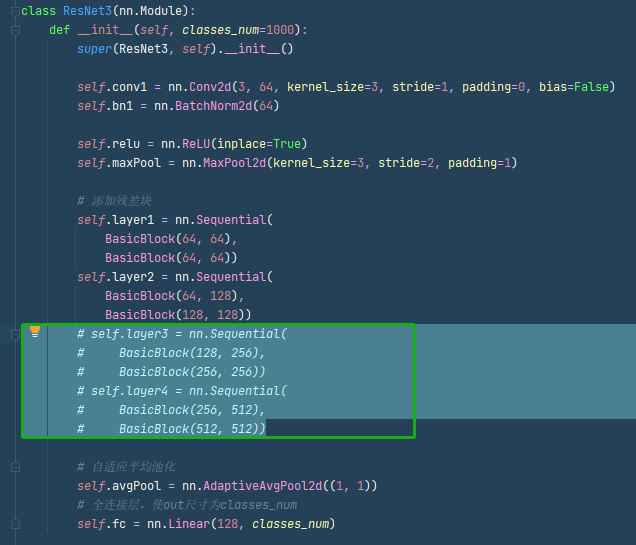 class ResNet3(nn.Module):
    def __init__(self, classes_num=1000):
        super(ResNet3, self).__init__()
        self.conv1 = nn.Conv2d(3, 64, kernel_size=3, stride=1, padding=0, bias=False)
        self.bn1 = nn.BatchNorm2d(64)
        self.relu = nn.ReLU(inplace=True)
        self.maxPool = nn.MaxPool2d(kernel_size=3, stride=2, padding=1)
        # 添加残差块
        self.layer1 = nn.Sequential(
            BasicBlock(64, 64),
            BasicBlock(64, 64))
        self.layer2 = nn.Sequential(
            BasicBlock(64, 128),
            BasicBlock(128, 128))
        # self.layer3 = nn.Sequential(
        #     BasicBlock(128, 256),
        #     BasicBlock(256, 256))
        # self.layer4 = nn.Sequential(
        #     BasicBlock(256, 512),
        #     BasicBlock(512, 512))
        # 自适应平均池化
        self.avgPool = nn.AdaptiveAvgPool2d((1, 1))
        # 全连接层，使out尺寸为classes_num
        self.fc = nn.Linear(128, classes_num)